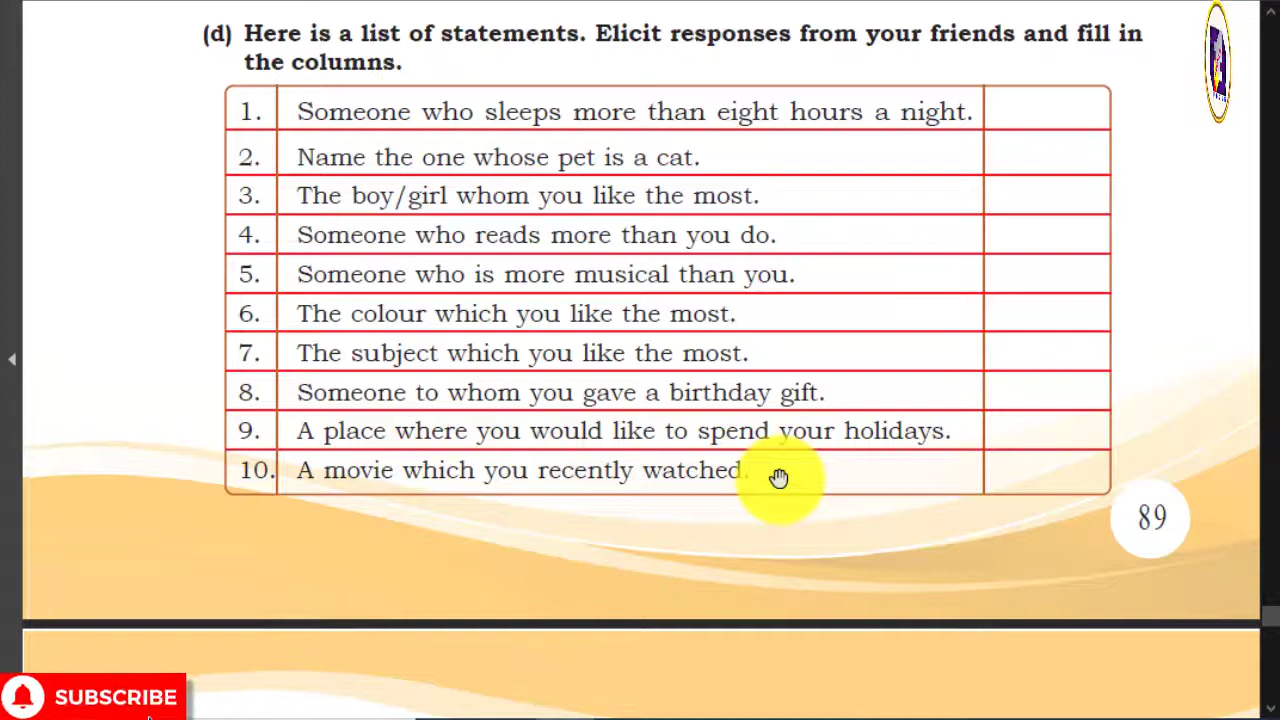 (d) Here is a list of statements. Elicit responses from your friends and fill in
the columns.
1. Someone who sleeps more than eight hours a night.
2. Name the one whose pet is a cat.
3. The boy/girl whom you like the most.
4. Someone who reads more than you do.
5. Someone who is more musical than you.
6. The colour which you like the most.
7. The subject which you like the most.
8. Someone to whom you gave a birthday gift.
9. A place where you would like to spend your holidays.
10. A movie which you recently watched.
89
SUBSCRIBE